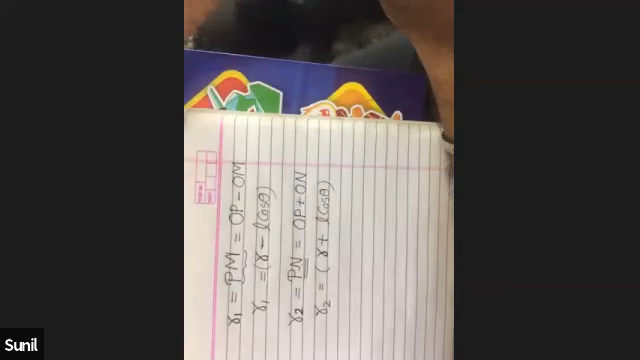 r₁ = PM = OP - OM
r₁ = (r - l cosθ)
r₂ = PN = OP + ON
r₂ = (r + l cosθ)
Sunil